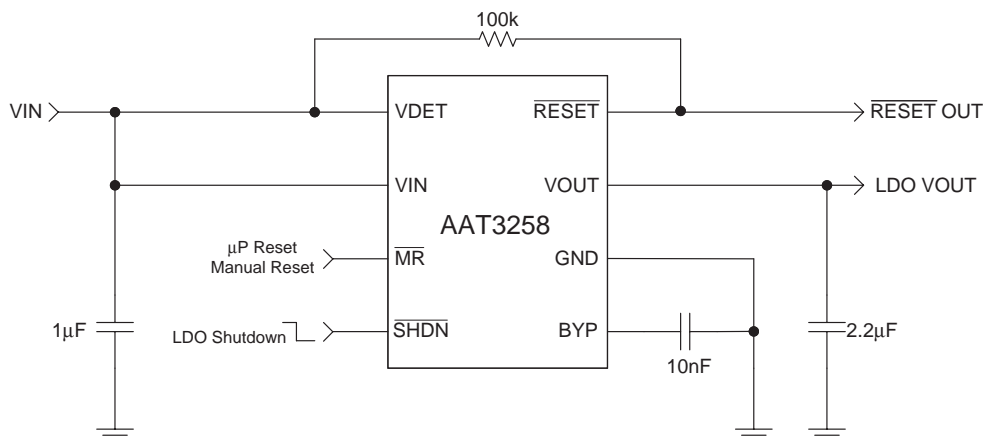 100k
VIN
VDET
RESET
RESET OUT
VIN
VOUT
LDO VOUT
AAT3258
μP Reset
Manual Reset
MR
GND
1μF
LDO Shutdown
SHDN
BYP
10nF
2.2μF